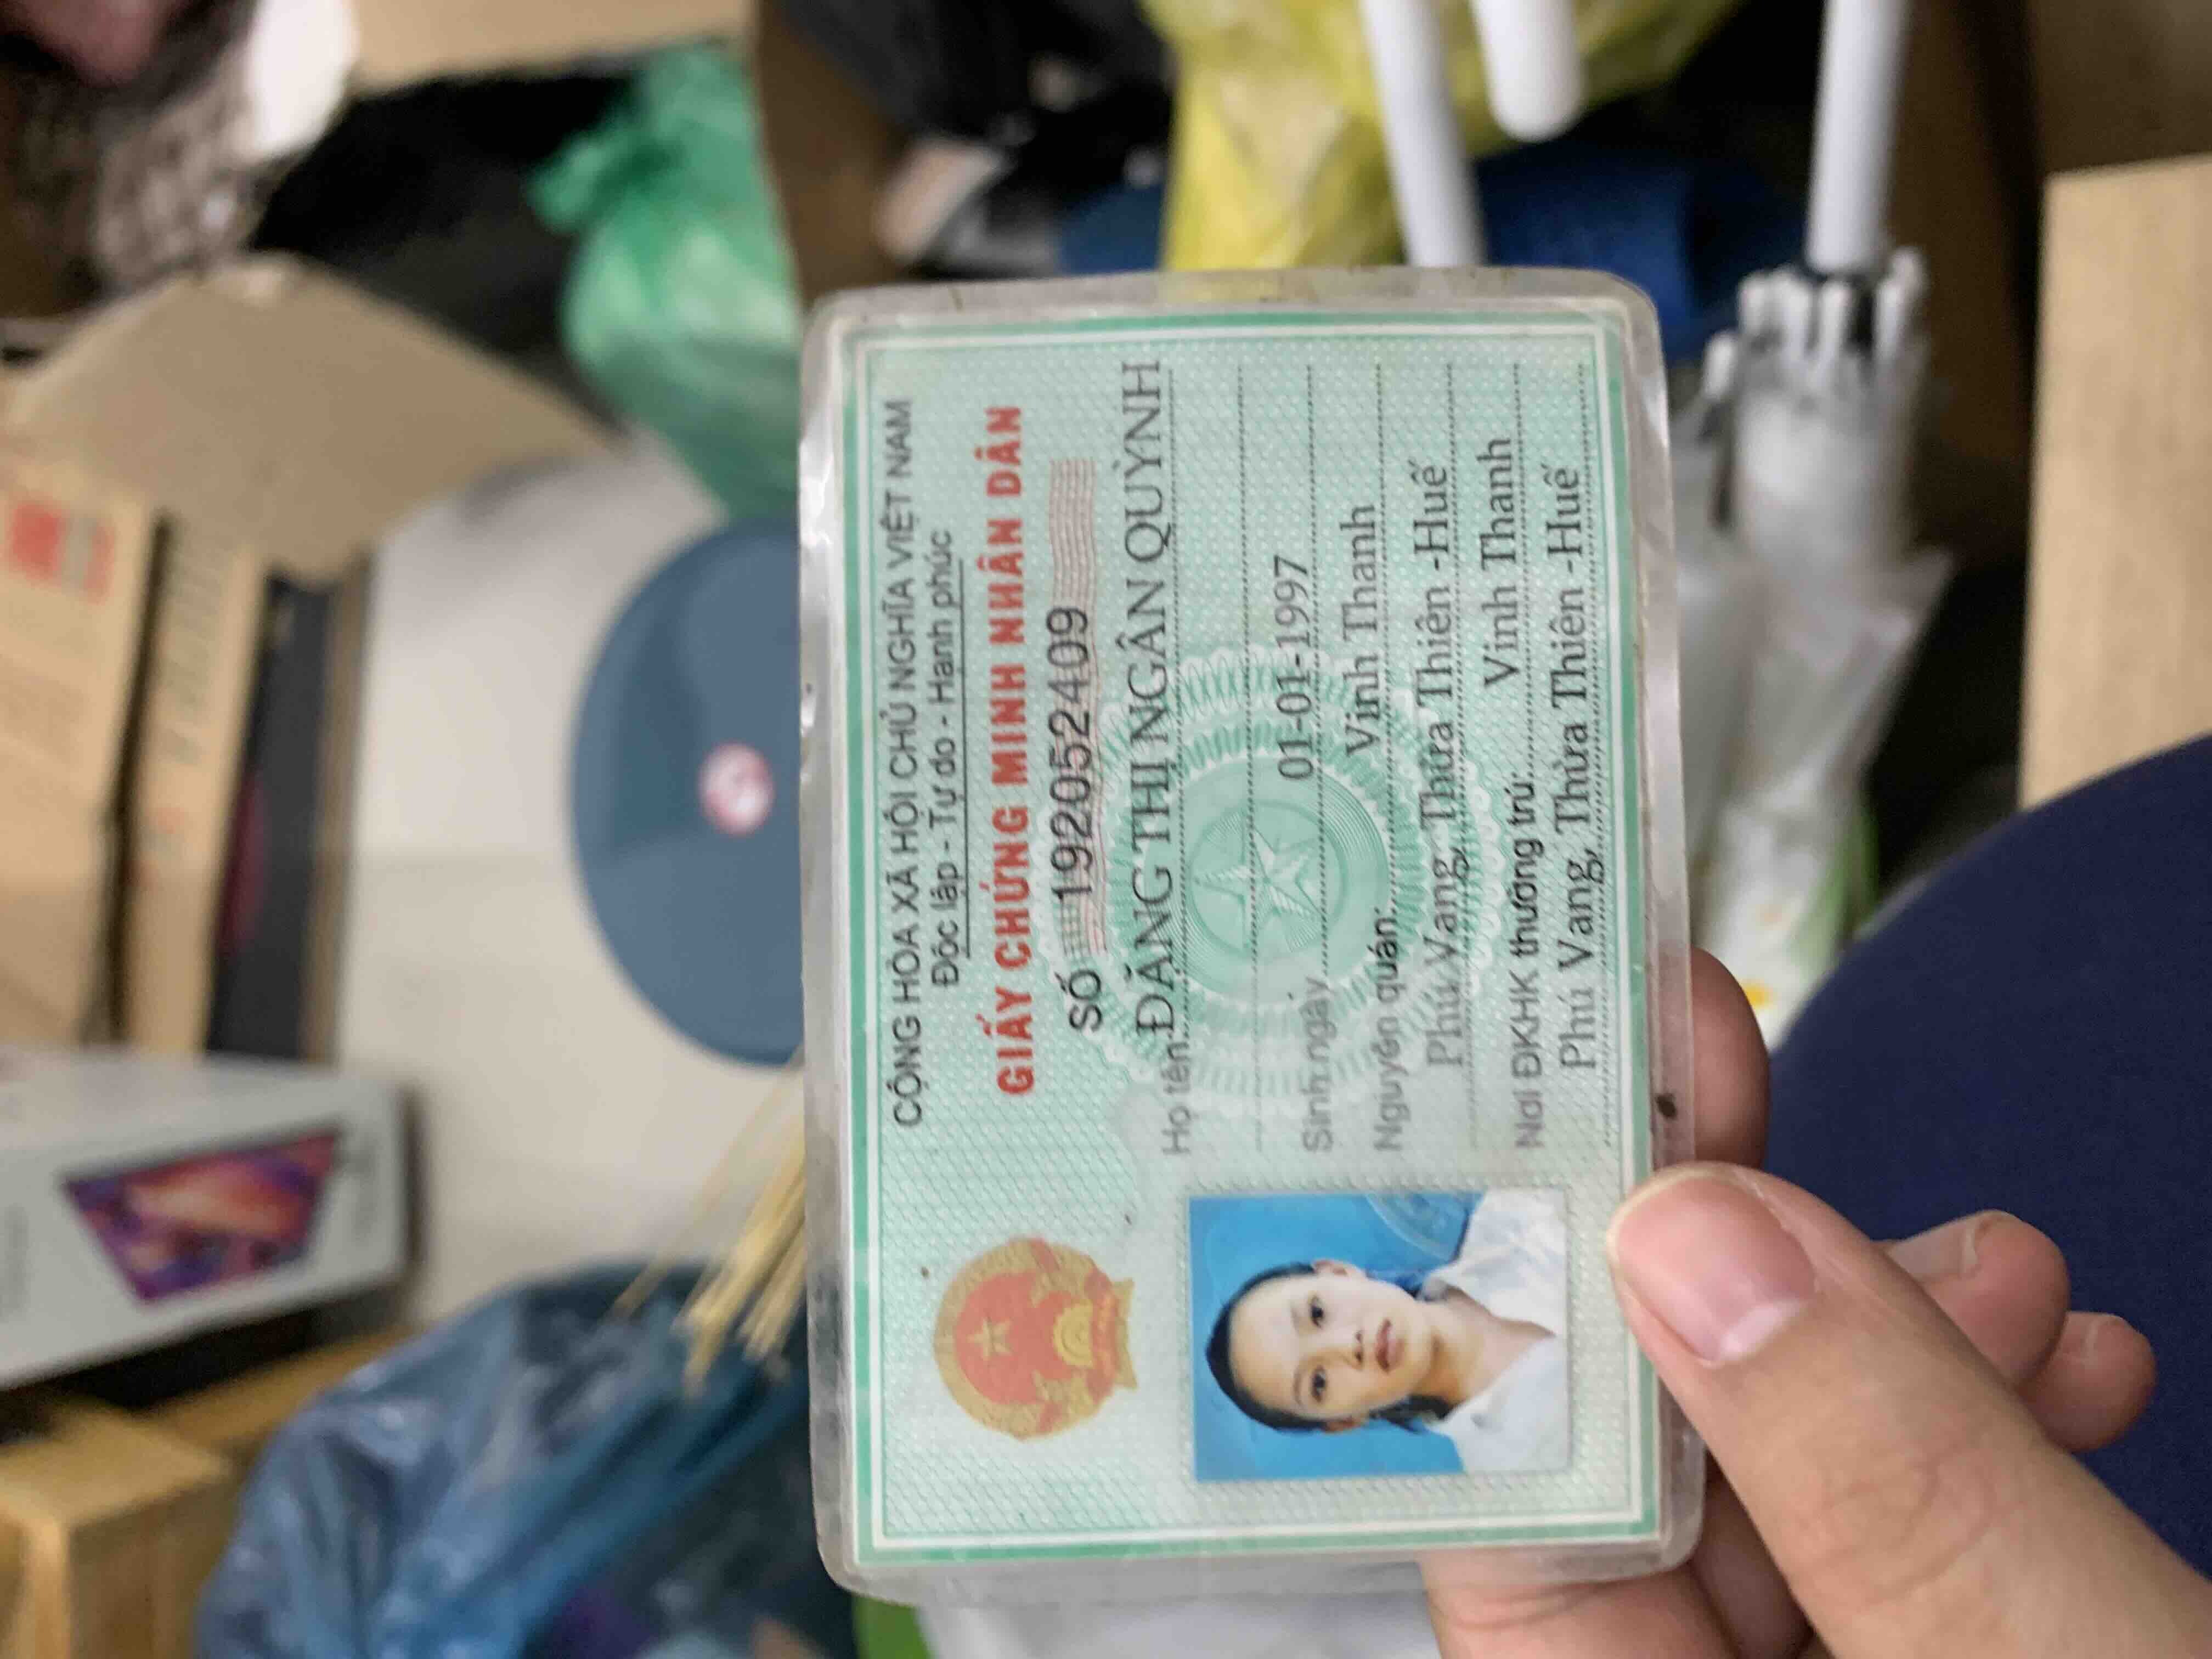 CỘNG HÒA XÃ HỘI CHỦ NGHĨA VIỆT NAM
Độc lập - Tự do - Hạnh phúc
GIẤY CHỨNG MINH NHÂN DÂN
SỐ 192052409
Họ tên: ĐẶNG THỊ NGÂN QUỲNH
Sinh ngày 01-01-1997
Nguyên quán: Vinh Thanh
Phú Vang, Thừa Thiên -Huế
Nơi ĐKHK thường trú: Vinh Thanh
Phú Vang, Thừa Thiên -Huế